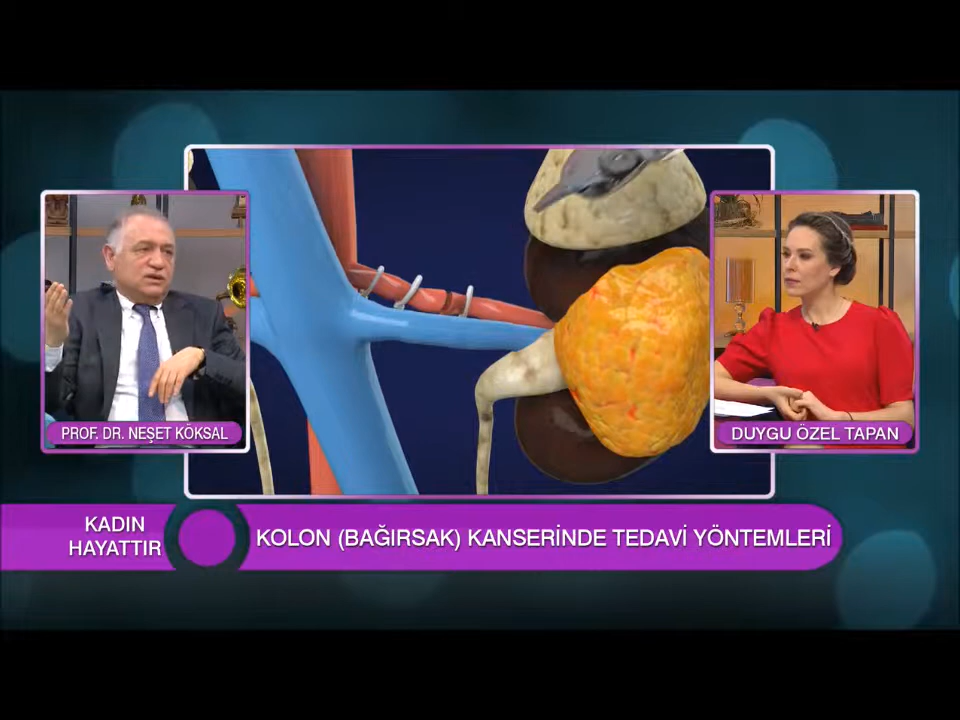 PROF. DR. NEŞET KÖKSAL
DUYGU ÖZEL TAPAN
KADIN
HAYATTIR
KOLON (BAĞIRSAK) KANSERİNDE TEDAVİ YÖNTEMLERİ